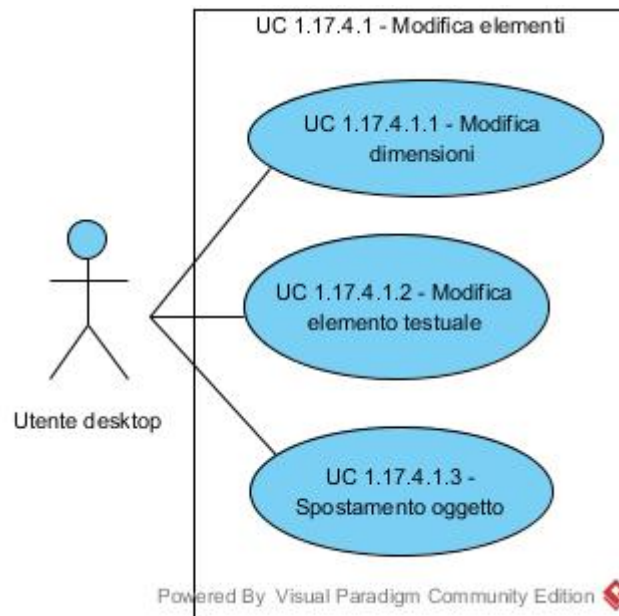 UC 1.17.4.1 - Modifica elementi
UC 1.17.4.1.1 - Modifica
dimensioni
UC 1.17.4.1.2 - Modifica
elemento testuale
Utente desktop
UC 1.17.4.1.3 -
Spostamento oggetto
Powered By Visual Paradigm Community Edition